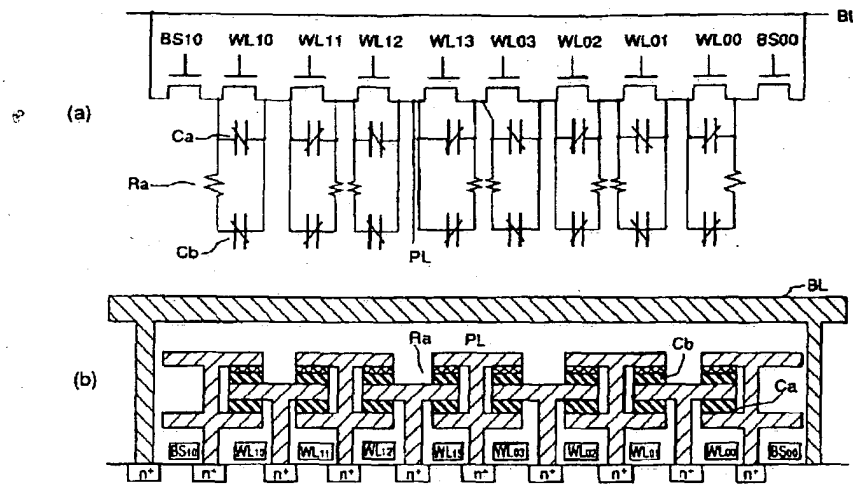 BL
BS10 WL10 WL11 WL12 WL13 WL03 WL02 WL01 WL00 BS00
(a)
Ca
Ra
Cb
PL
BL
Ra PL Cb
(b)
Ca
BS10 WL10 WL11 WL12 WL13 WL03 WL02 WL01 WL00 BS00
n+ n+ n+ n+ n+ n+ n+ n+ n+